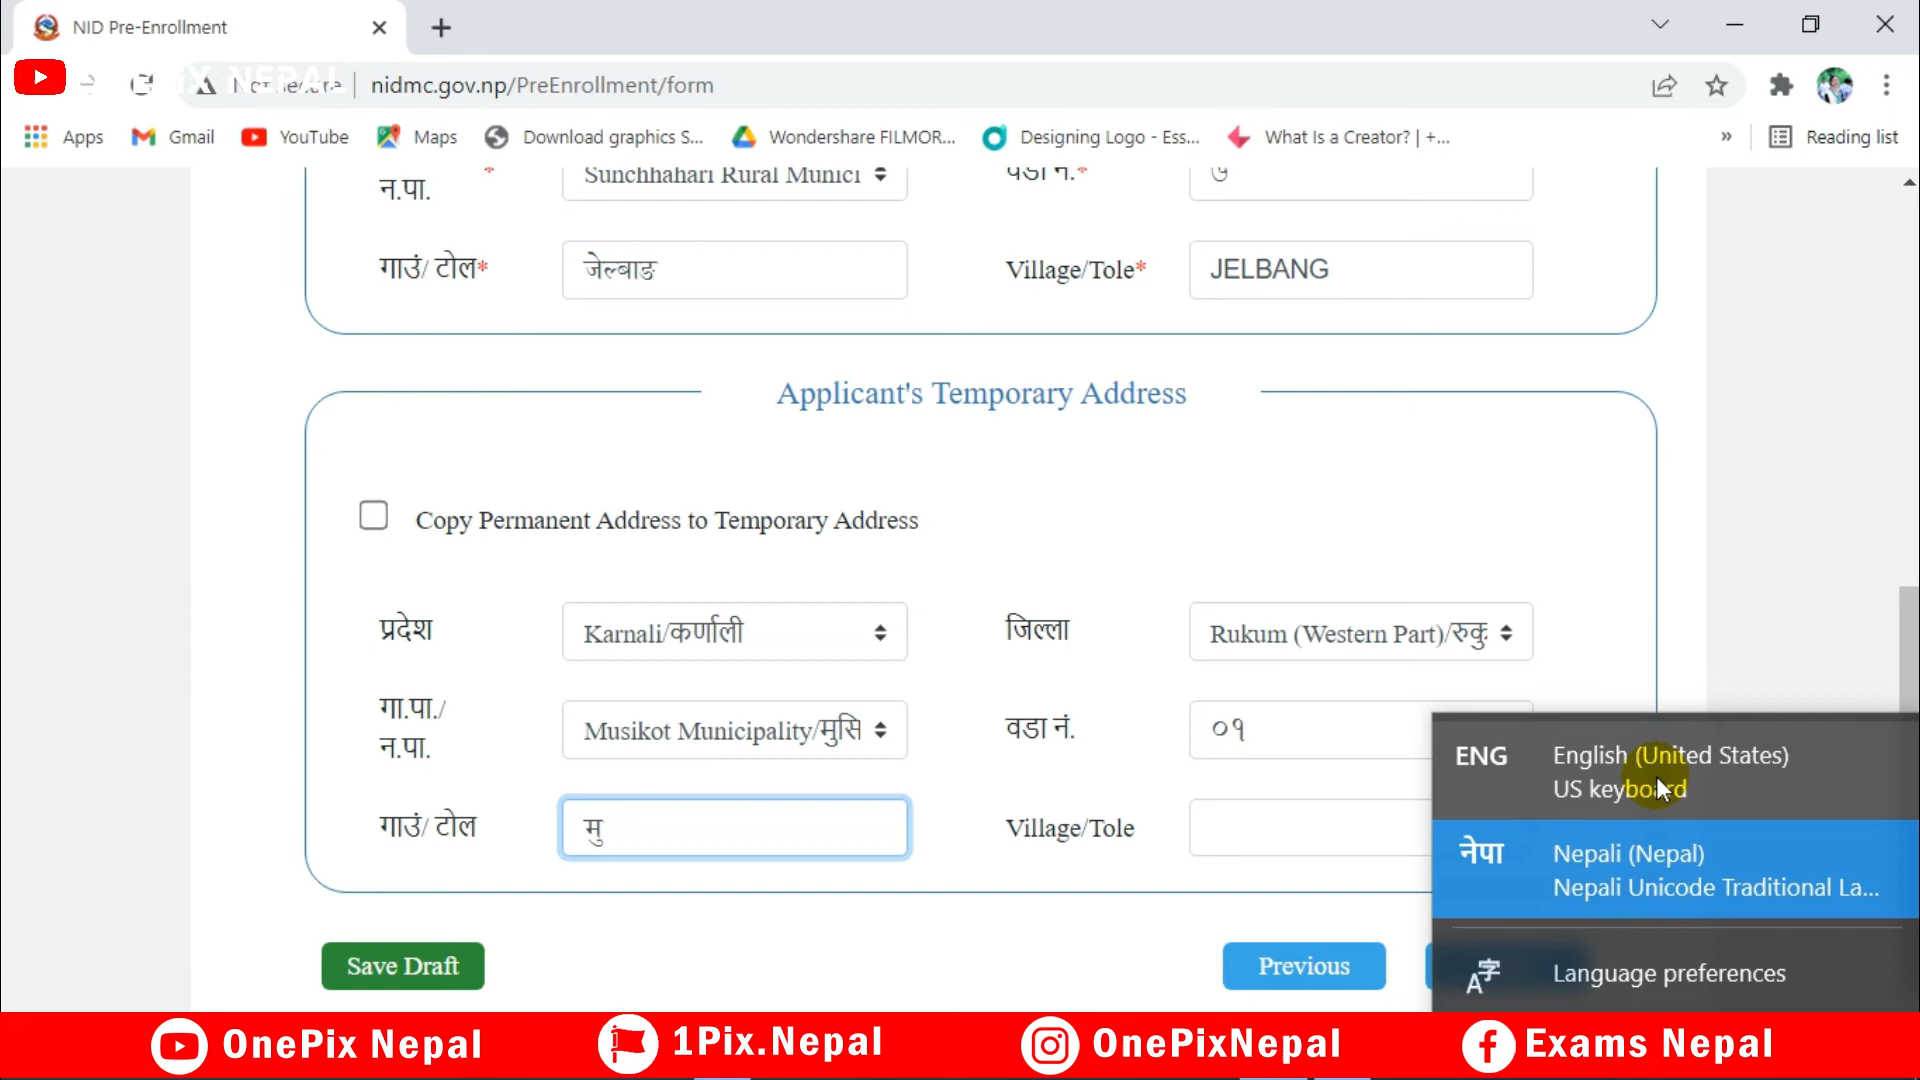 NID Pre-Enrollment
nidmc.gov.np/PreEnrollment/form
Apps
Gmail
YouTube
Maps
Download graphics S...
Wondershare FILMOR...
Designing Logo - Ess...
What Is a Creator? | +...
»
Reading list
न.पा.
*
Sunchhahari Rural Munici
वडा नं.*
गाउं/ टोल*
जेल्बाङ
Village/Tole*
JELBANG
Applicant's Temporary Address
Copy Permanent Address to Temporary Address
प्रदेश
Karnali/कर्णाली
जिल्ला
Rukum (Western Part)/रुकु
गा.पा./
न.पा.
Musikot Municipality/मुसि
वडा नं.
०१
गाउं/ टोल
मु
Village/Tole
ENG
English (United States)
US keyboard
नेपा
Nepali (Nepal)
Nepali Unicode Traditional La...
Language preferences
Save Draft
Previous
OnePix Nepal
1Pix.Nepal
OnePixNepal
Exams Nepal